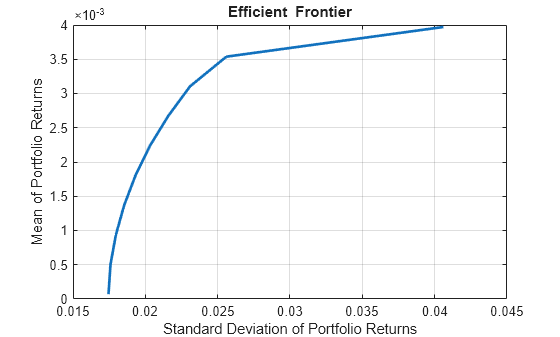 Efficient Frontier
×10⁻³
4
3.5
3
2.5
2
1.5
1
0.5
0
Mean of Portfolio Returns
0.015 0.02 0.025 0.03 0.035 0.04 0.045
Standard Deviation of Portfolio Returns